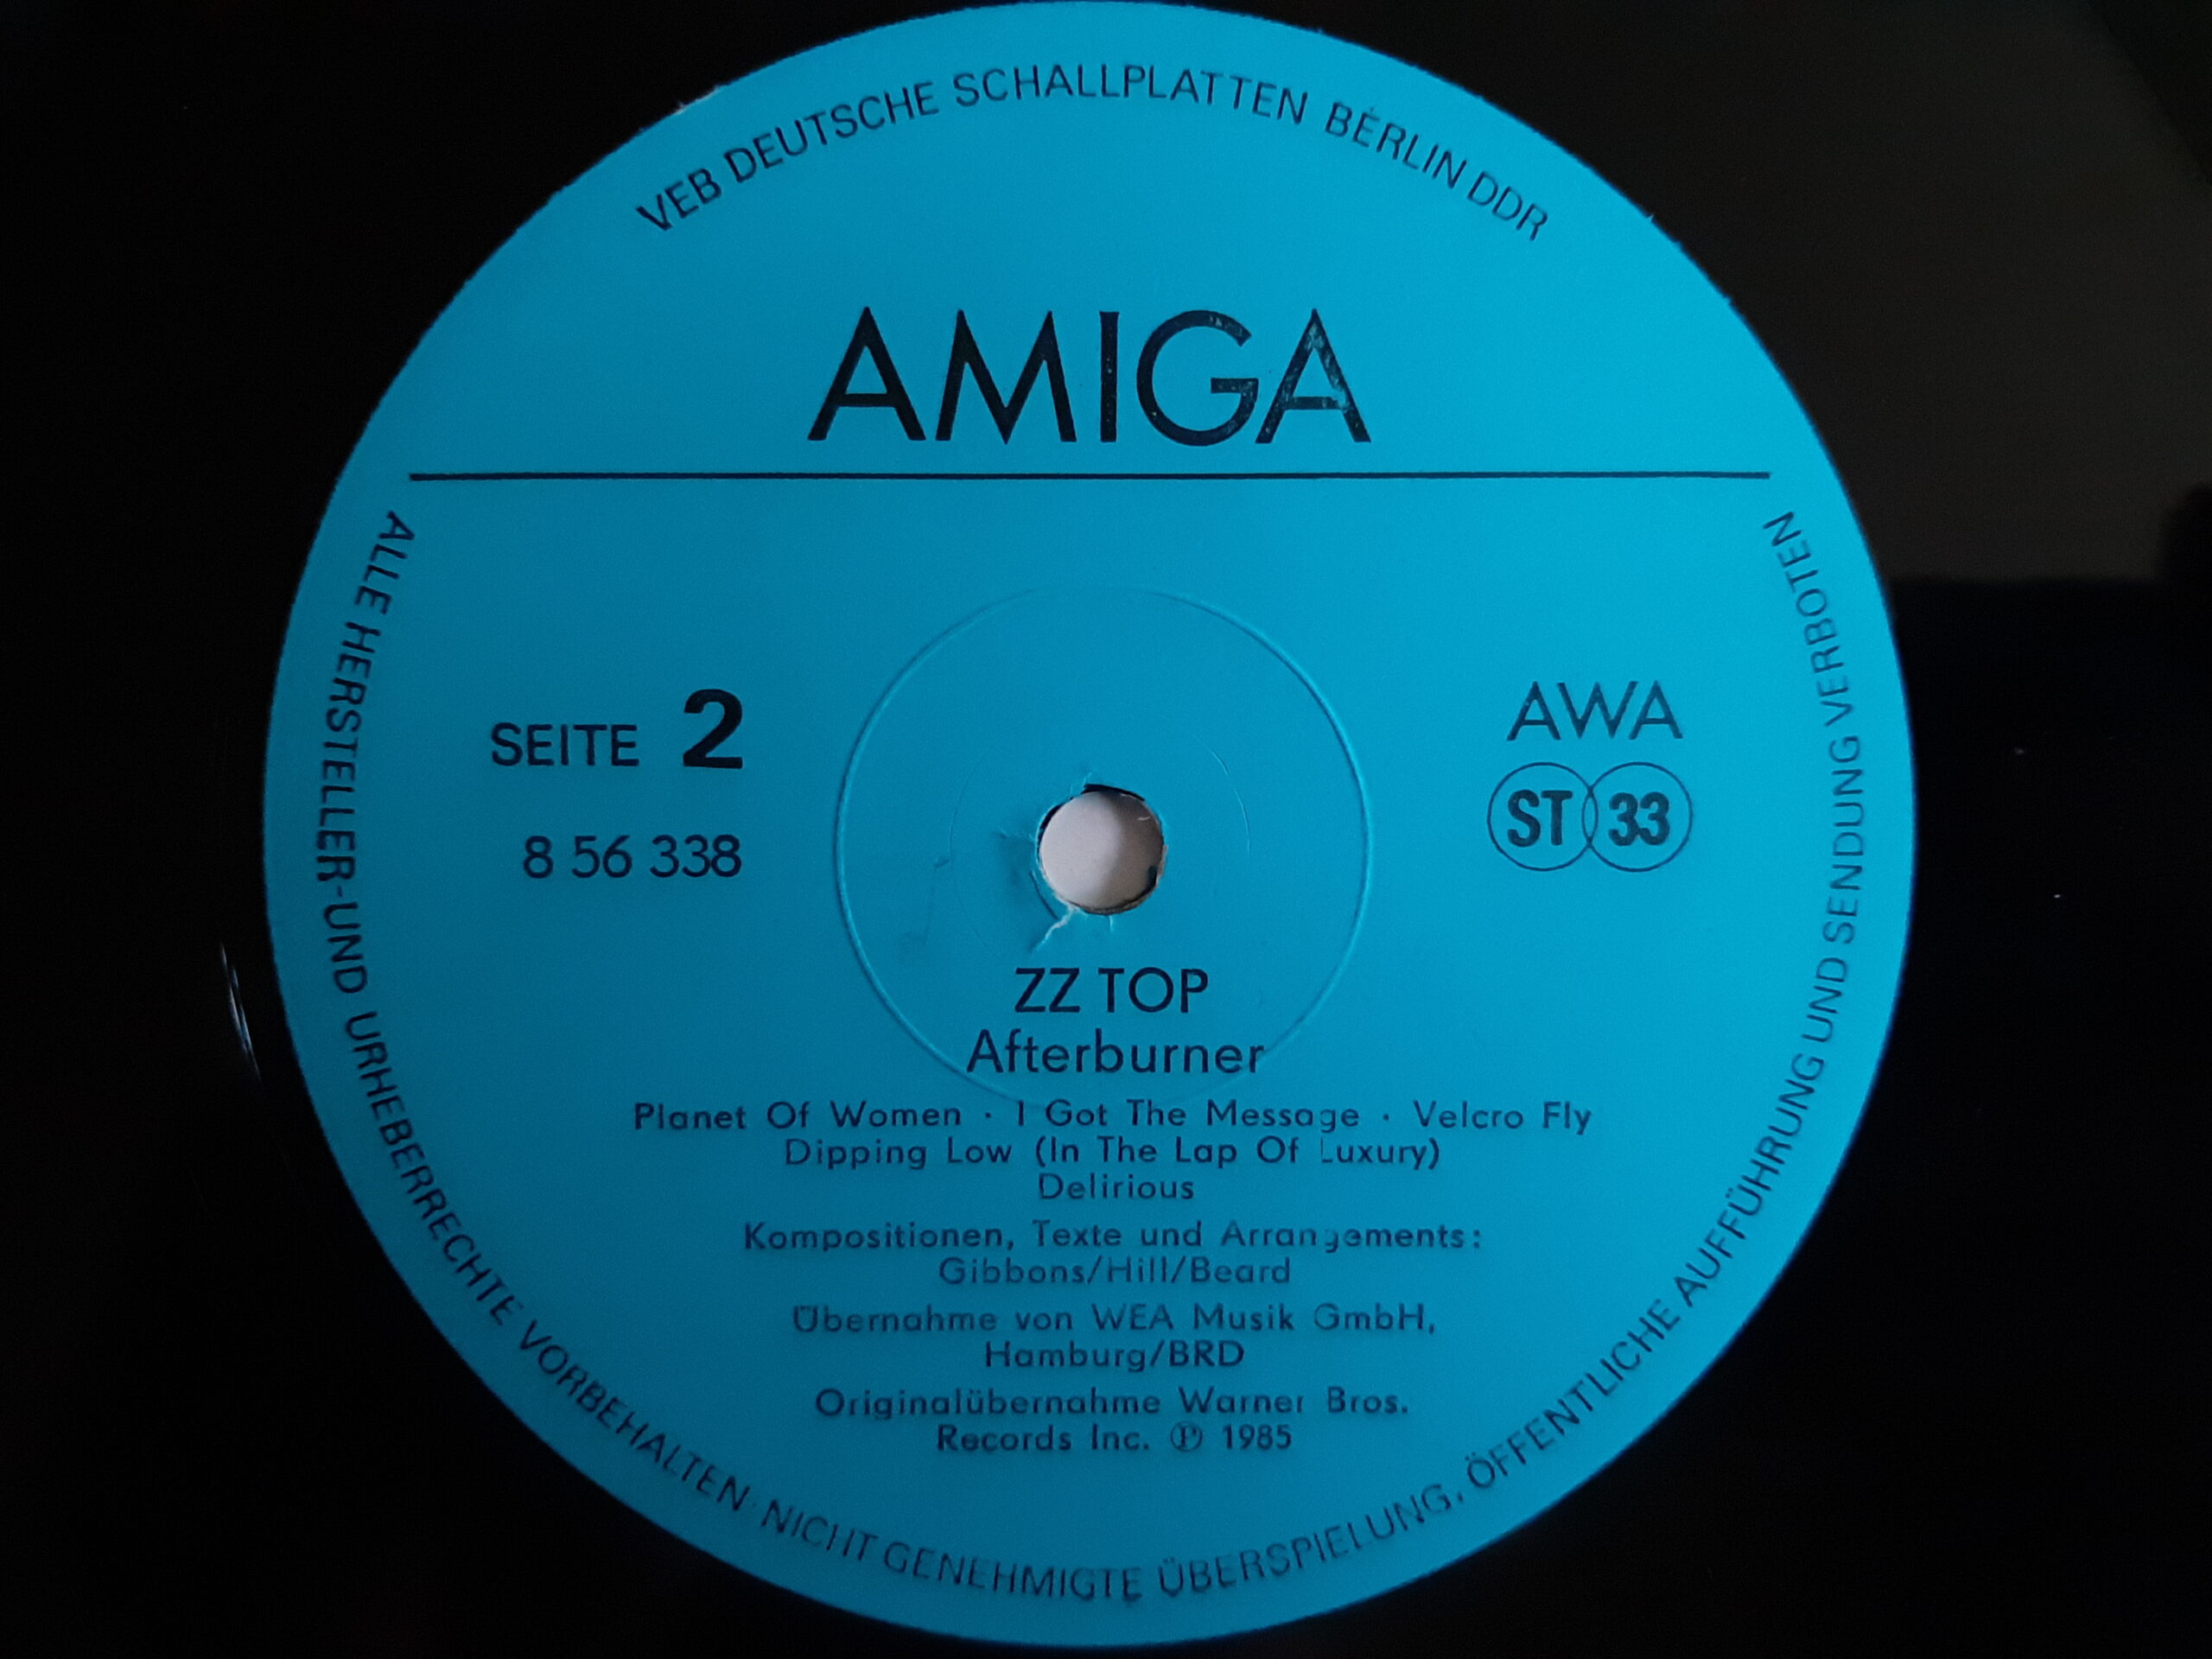 VEB DEUTSCHE SCHALLPLATTEN BERLIN DDR
AMIGA
SEITE 2
8 56 338
AWA
ST 33
ZZ TOP
Afterburner
Planet Of Women · I Got The Message · Velcro Fly
Dipping Low (In The Lap Of Luxury)
Delirious
Kompositionen, Texte und Arrangements:
Gibbons/Hill/Beard
Übernahme von WEA Musik GmbH,
Hamburg/BRD
Originalübernahme Warner Bros.
Records Inc. ℗ 1985
ALLE HERSTELLER-UND URHEBERRECHTE VORBEHALTEN· NICHT GENEHMIGTE ÜBERSPIELUNG, ÖFFENTLICHE AUFFÜHRUNG UND SENDUNG VERBOTEN